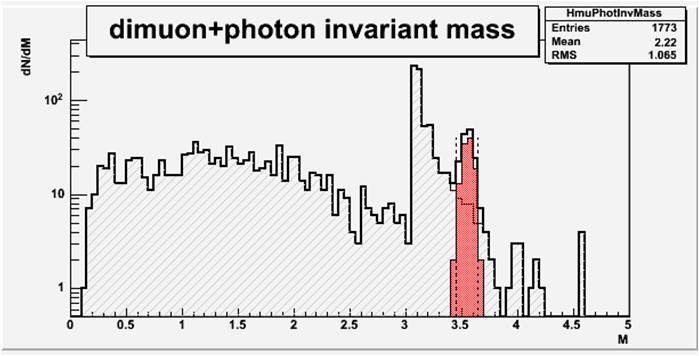 dimuon+photon invariant mass
HmuPhotInvMass
Entries 1773
Mean 2.22
RMS 1.065
dN/dM
10²
10
1
0 0.5 1 1.5 2 2.5 3 3.5 4 4.5 5
M